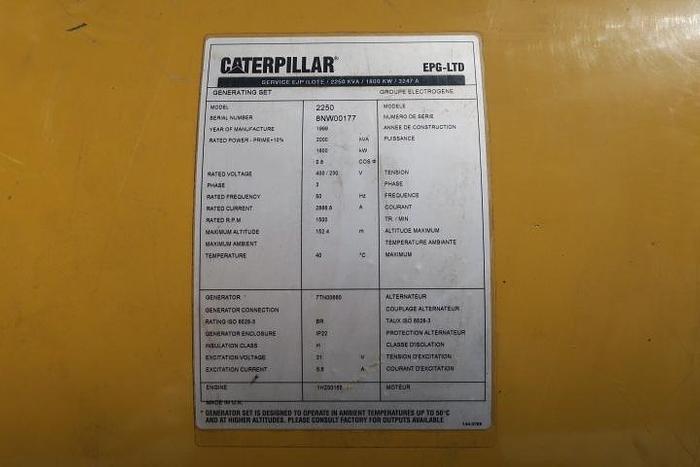 CATERPILLAR® EPG-LTD
SERVICE EJP (LOTE / 2250 KVA / 1800 KW / 3247 A
GENERATING SET GROUPE ELECTROGENE
MODEL 2250 MODELE
SERIAL NUMBER 8NW00177 NUMERO DE SERIE
YEAR OF MANUFACTURE 1999 ANNEE DE CONSTRUCTION
RATED POWER - PRIME+10% 2000 kVA PUISSANCE
1600 kW
0.8 COS Φ
RATED VOLTAGE 400 / 230 V TENSION
PHASE 3 PHASE
RATED FREQUENCY 50 Hz FREQUENCE
RATED CURRENT 2886.8 A COURANT
RATED R.P.M 1500 TR. / MIN
MAXIMUM ALTITUDE 152.4 m ALTITUDE MAXIMUM
MAXIMUM AMBIENT TEMPERATURE AMBIANTE
TEMPERATURE 40 °C MAXIMUM
GENERATOR 7TN00860 ALTERNATEUR
GENERATOR CONNECTION COUPLAGE ALTERNATEUR
RATING ISO 8528-3 BR TAUX ISO 8528-3
GENERATOR ENCLOSURE IP22 PROTECTION ALTERNATEUR
INSULATION CLASS H CLASSE D'ISOLATION
EXCITATION VOLTAGE 21 V TENSION D'EXCITATION
EXCITATION CURRENT 5.8 A COURANT D'EXCITATION
ENGINE MOTEUR
MADE IN U.K.
* GENERATOR SET IS DESIGNED TO OPERATE IN AMBIENT TEMPERATURES UP TO 50°C
AND AT HIGHER ALTITUDES. PLEASE CONSULT FACTORY FOR OUTPUTS AVAILABLE